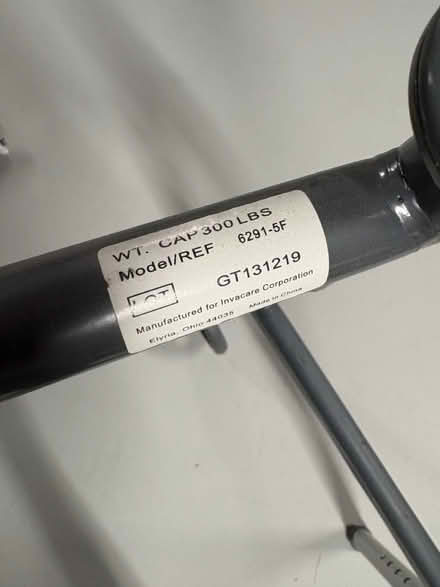 WT. CAP 300 LBS
Model/REF 6291-5F
LOT GT131219
Manufactured for Invacare Corporation
Elyria, Ohio 44035 Made in China